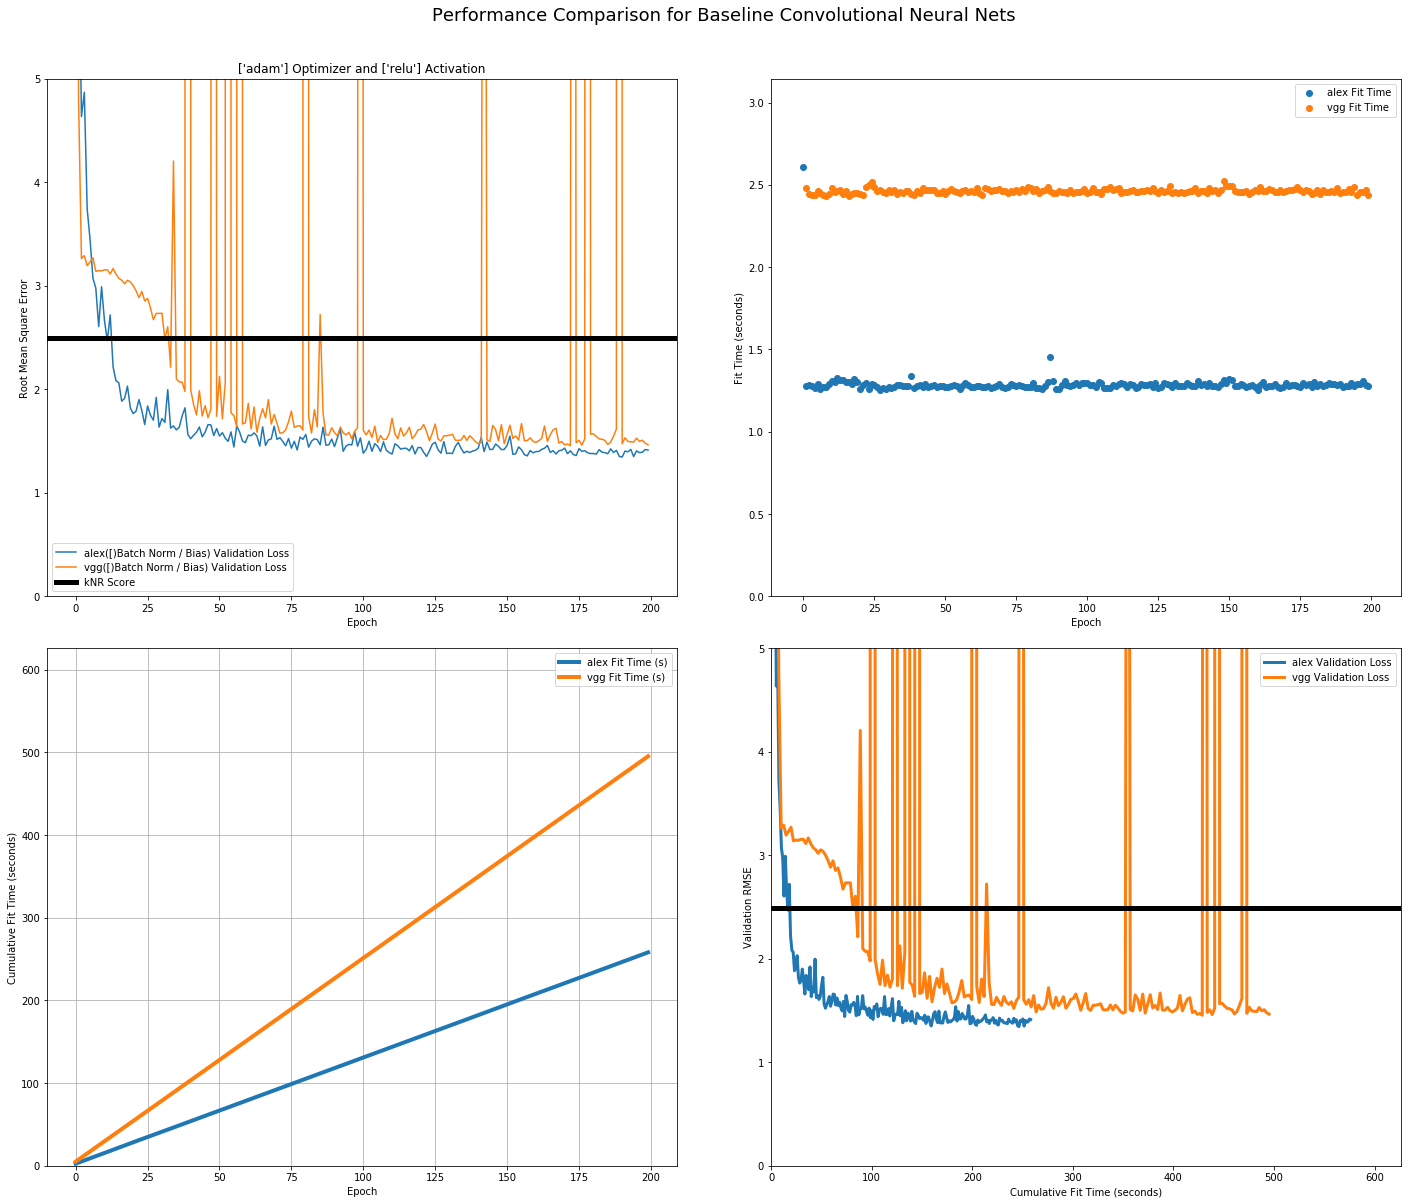 Performance Comparison for Baseline Convolutional Neural Nets
['adam'] Optimizer and ['relu'] Activation
Root Mean Square Error
5
4
3
2
1
0
alex([)Batch Norm / Bias) Validation Loss
vgg([)Batch Norm / Bias) Validation Loss
kNR Score
0 25 50 75 100 125 150 175 200
Epoch
Fit Time (seconds)
3.0
2.5
2.0
1.5
1.0
0.5
0.0
alex Fit Time
vgg Fit Time
0 25 50 75 100 125 150 175 200
Epoch
Cumulative Fit Time (seconds)
600
500
400
300
200
100
0
alex Fit Time (s)
vgg Fit Time (s)
0 25 50 75 100 125 150 175 200
Epoch
Validation RMSE
5
4
3
2
1
0
alex Validation Loss
vgg Validation Loss
0 100 200 300 400 500 600
Cumulative Fit Time (seconds)